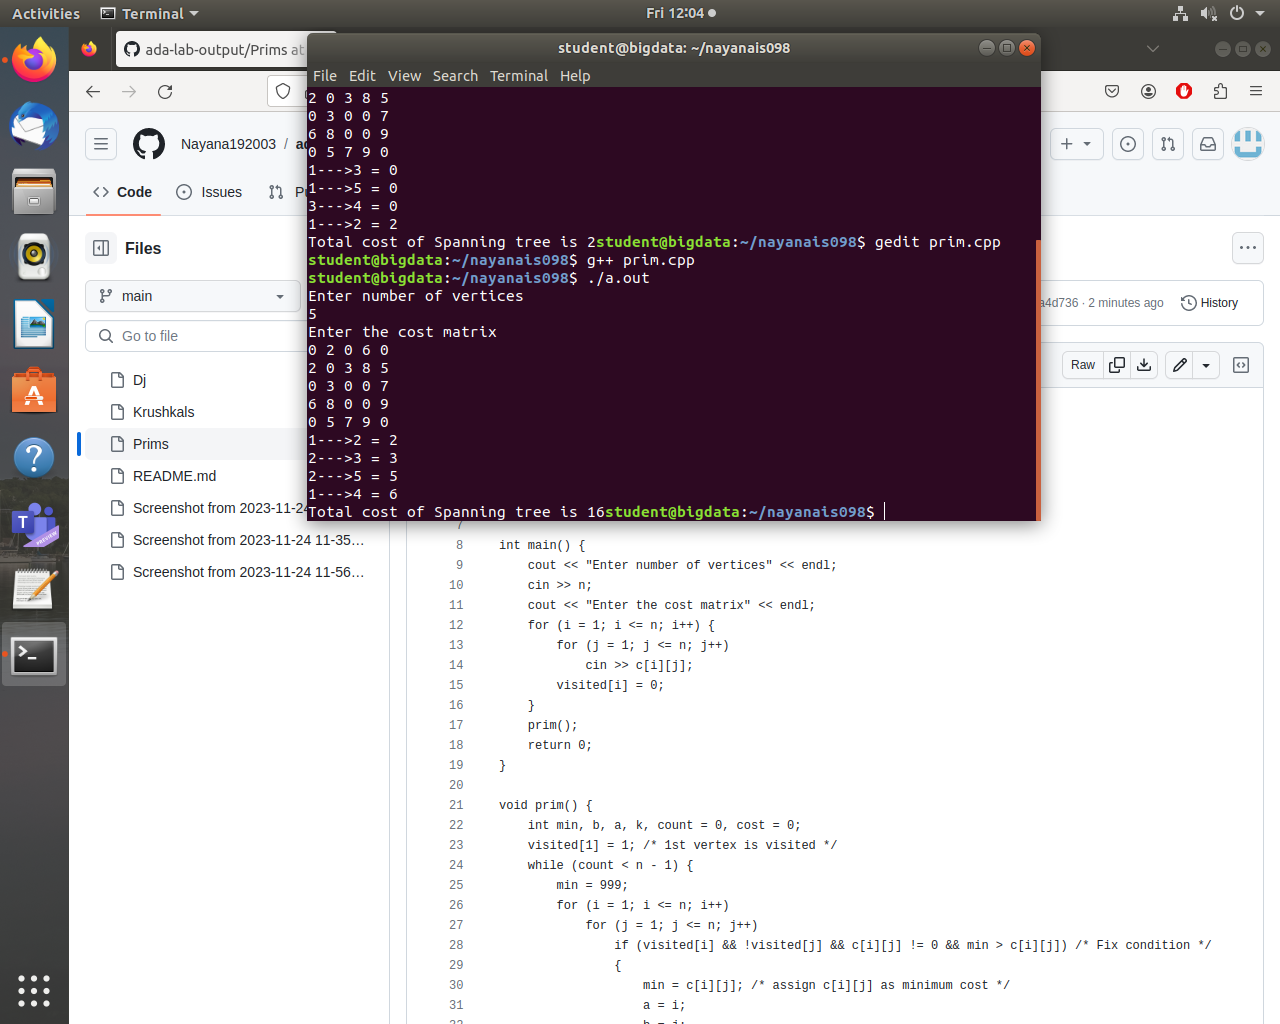 Activities Terminal Fri 12:04
ada-lab-output/Prims at
student@bigdata: ~/nayanais098
File Edit View Search Terminal Help
2 0 3 8 5
0 3 0 0 7
6 8 0 0 9
0 5 7 9 0
1--->3 = 0
1--->5 = 0
3--->4 = 0
1--->2 = 2
Total cost of Spanning tree is 2student@bigdata:~/nayanais098$ gedit prim.cpp
student@bigdata:~/nayanais098$ g++ prim.cpp
student@bigdata:~/nayanais098$ ./a.out
Enter number of vertices
5
Enter the cost matrix
0 2 0 6 0
2 0 3 8 5
0 3 0 0 7
6 8 0 0 9
0 5 7 9 0
1--->2 = 2
2--->3 = 3
2--->5 = 5
1--->4 = 6
Total cost of Spanning tree is 16student@bigdata:~/nayanais098$
Nayana192003 /
Code Issues
Files
main
Go to file
Dj
Krushkals
Prims
README.md
Screenshot from 2023-11-24
Screenshot from 2023-11-24 11-35...
Screenshot from 2023-11-24 11-56...
a4d736 · 2 minutes ago History
Raw
7
8 int main() {
9 cout << "Enter number of vertices" << endl;
10 cin >> n;
11 cout << "Enter the cost matrix" << endl;
12 for (i = 1; i <= n; i++) {
13 for (j = 1; j <= n; j++)
14 cin >> c[i][j];
15 visited[i] = 0;
16 }
17 prim();
18 return 0;
19 }
20
21 void prim() {
22 int min, b, a, k, count = 0, cost = 0;
23 visited[1] = 1; /* 1st vertex is visited */
24 while (count < n - 1) {
25 min = 999;
26 for (i = 1; i <= n; i++)
27 for (j = 1; j <= n; j++)
28 if (visited[i] && !visited[j] && c[i][j] != 0 && min > c[i][j]) /* Fix condition */
29 {
30 min = c[i][j]; /* assign c[i][j] as minimum cost */
31 a = i;